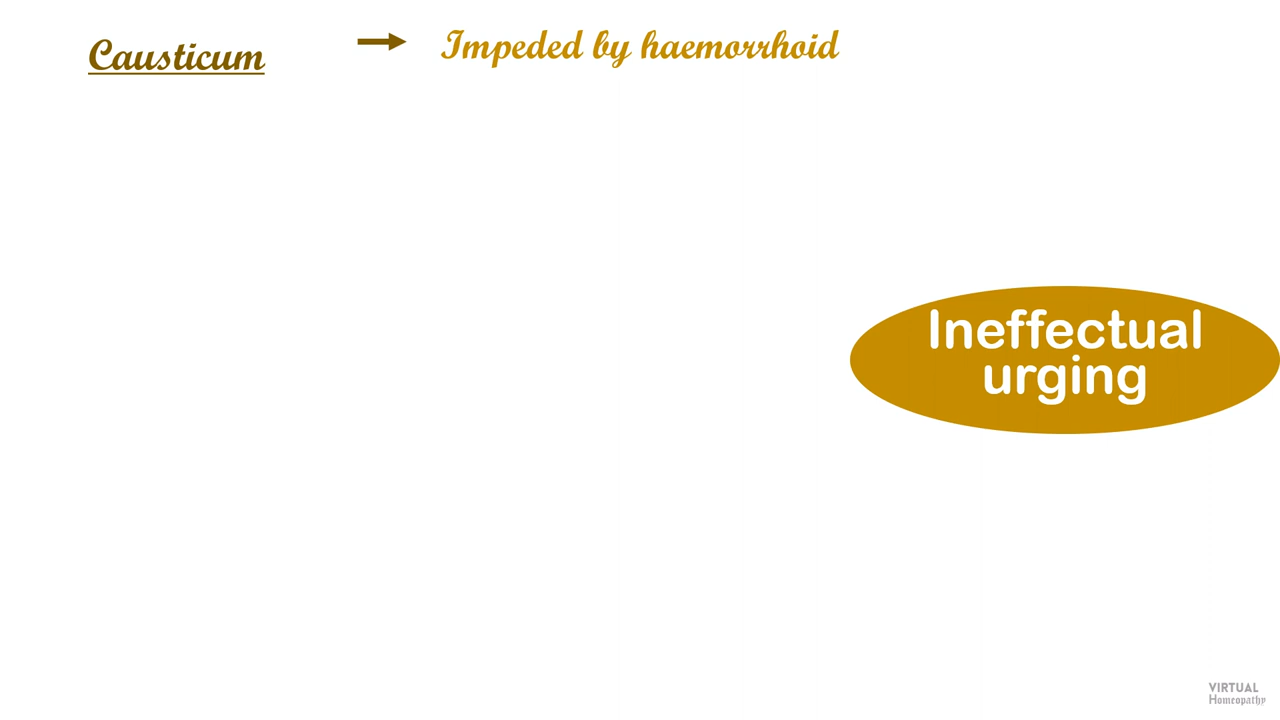 Causticum
Impeded by haemorrhoid
Ineffectual
urging
VIRTUAL
Homeopathy